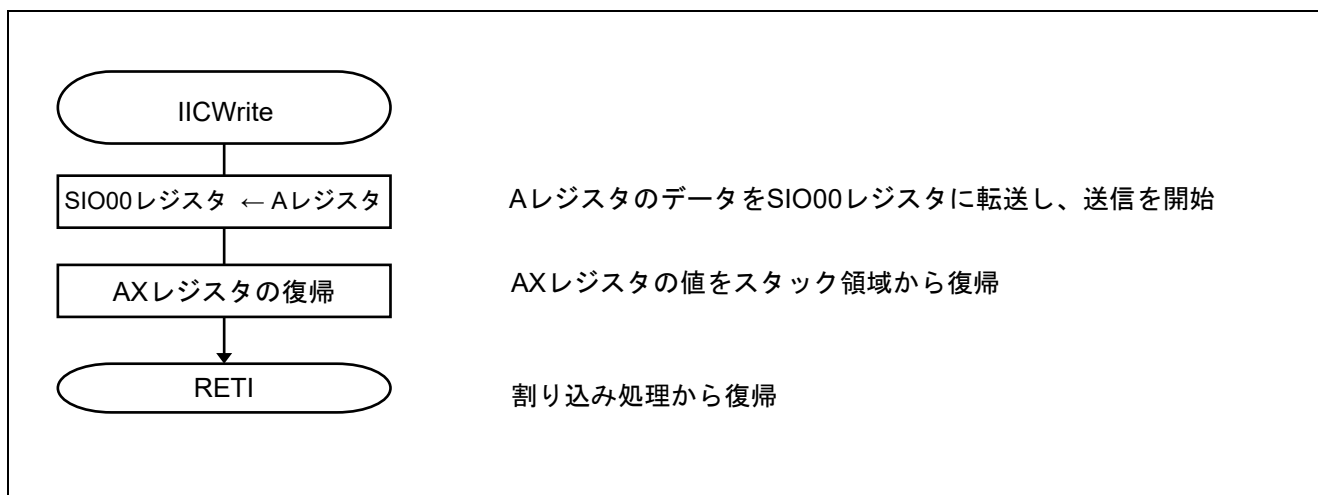 IICWrite
SIO00レジスタ ← Aレジスタ
AレジスタのデータをSIO00レジスタに転送し、送信を開始
AXレジスタの復帰
AXレジスタの値をスタック領域から復帰
RETI
割り込み処理から復帰